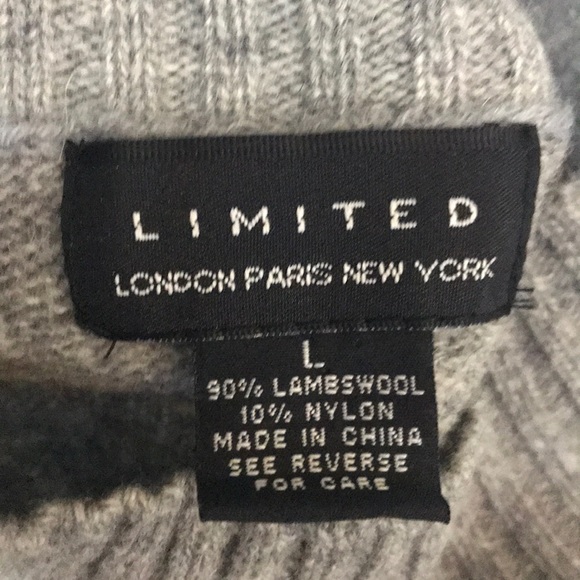 LIMITED
LONDON PARIS NEW YORK
L
90% LAMBSWOOL
10% NYLON
MADE IN CHINA
SEE REVERSE
FOR CARE